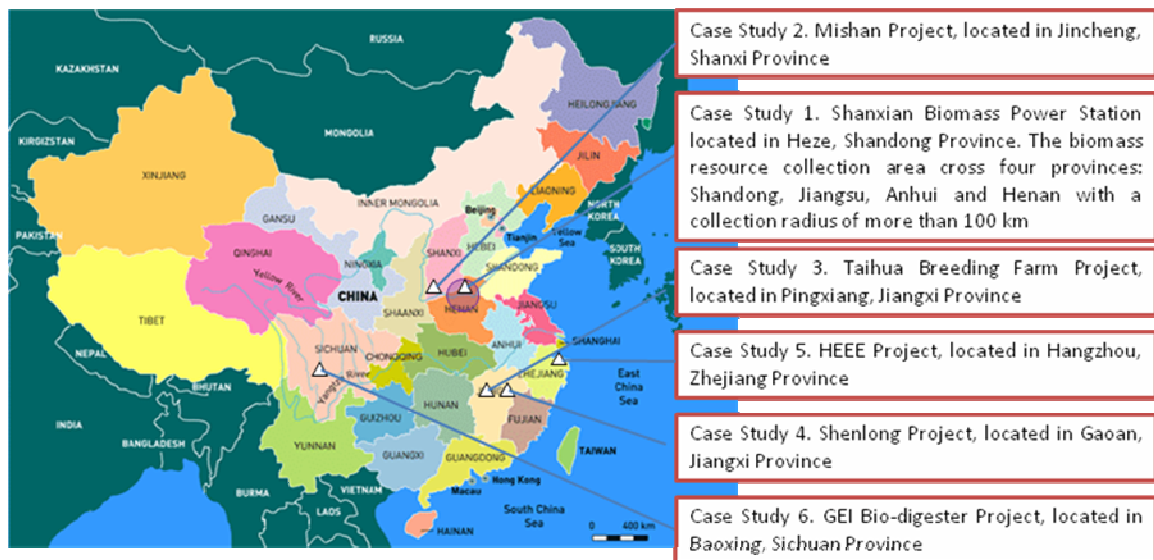 RUSSIA
KAZAKHSTAN
MONGOLIA
KIRGIZSTAN
HEILONGJIANG
JILIN
XINJIANG
LIAONING
INNER MONGOLIA
NORTH
KOREA
GANSU
Beijing
PAKISTAN
Tianjin
Yellow
Sea
SOUTH
KOREA
HEBEI
SHANXI
QINGHAI
NINGXIA
SHANDONG
Yellow River
CHINA
HENAN
JIANGSU
SHAANXI
TIBET
SHANGHAI
SICHUAN
ANHUI
CHONGQING
HUBEI
NEPAL
ZHEJIANG
Yangtze River
East
China
Sea
BHUTAN
HUNAN
GUIZHOU
FUJIAN
INDIA
BANGLADESH
YUNNAN
GUANGXI
GUANGDONG
TAIWAN
Hong Kong
Macau
BURMA
VIETNAM
LAOS
South China
Sea
HAINAN
0 400 km
Case Study 2. Mishan Project, located in Jincheng,
Shanxi Province
Case Study 1. Shanxian Biomass Power Station
located in Heze, Shandong Province. The biomass
resource collection area cross four provinces:
Shandong, Jiangsu, Anhui and Henan with a
collection radius of more than 100 km
Case Study 3. Taihua Breeding Farm Project,
located in Pingxiang, Jiangxi Province
Case Study 5. HEEE Project, located in Hangzhou,
Zhejiang Province
Case Study 4. Shenlong Project, located in Gaoan,
Jiangxi Province
Case Study 6. GEI Bio-digester Project, located in
Baoxing, Sichuan Province